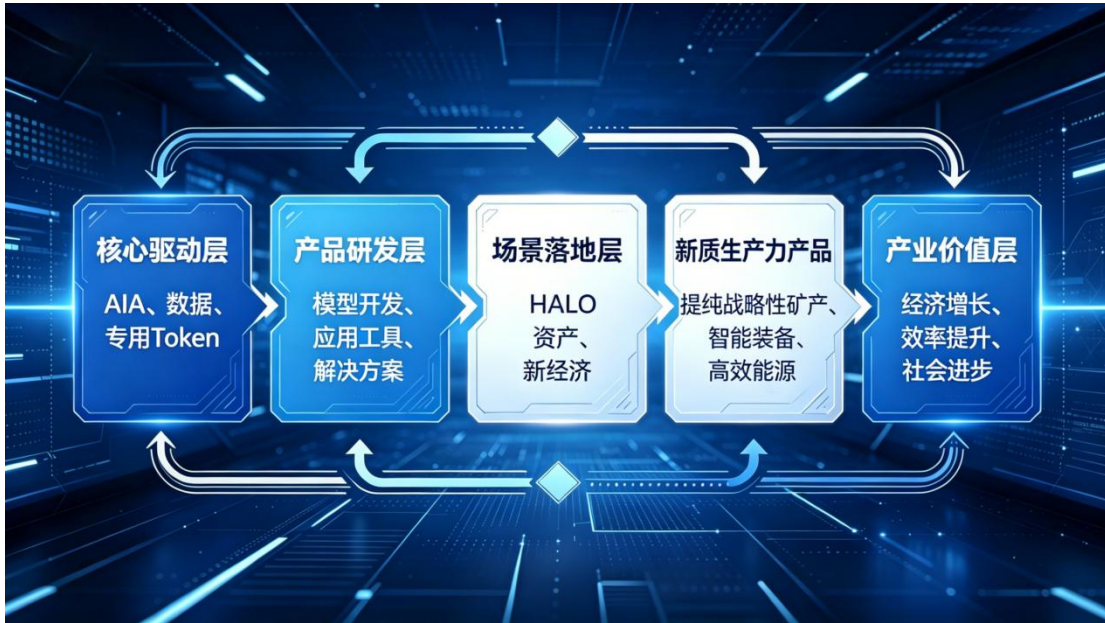 核心驱动层
AIA、数据、
专用Token
产品研发层
模型开发、
应用工具、
解决方案
场景落地层
HALO
资产、
新经济
新质生产力产品
提纯战略性矿产、
智能装备、
高效能源
产业价值层
经济增长、
效率提升、
社会进步